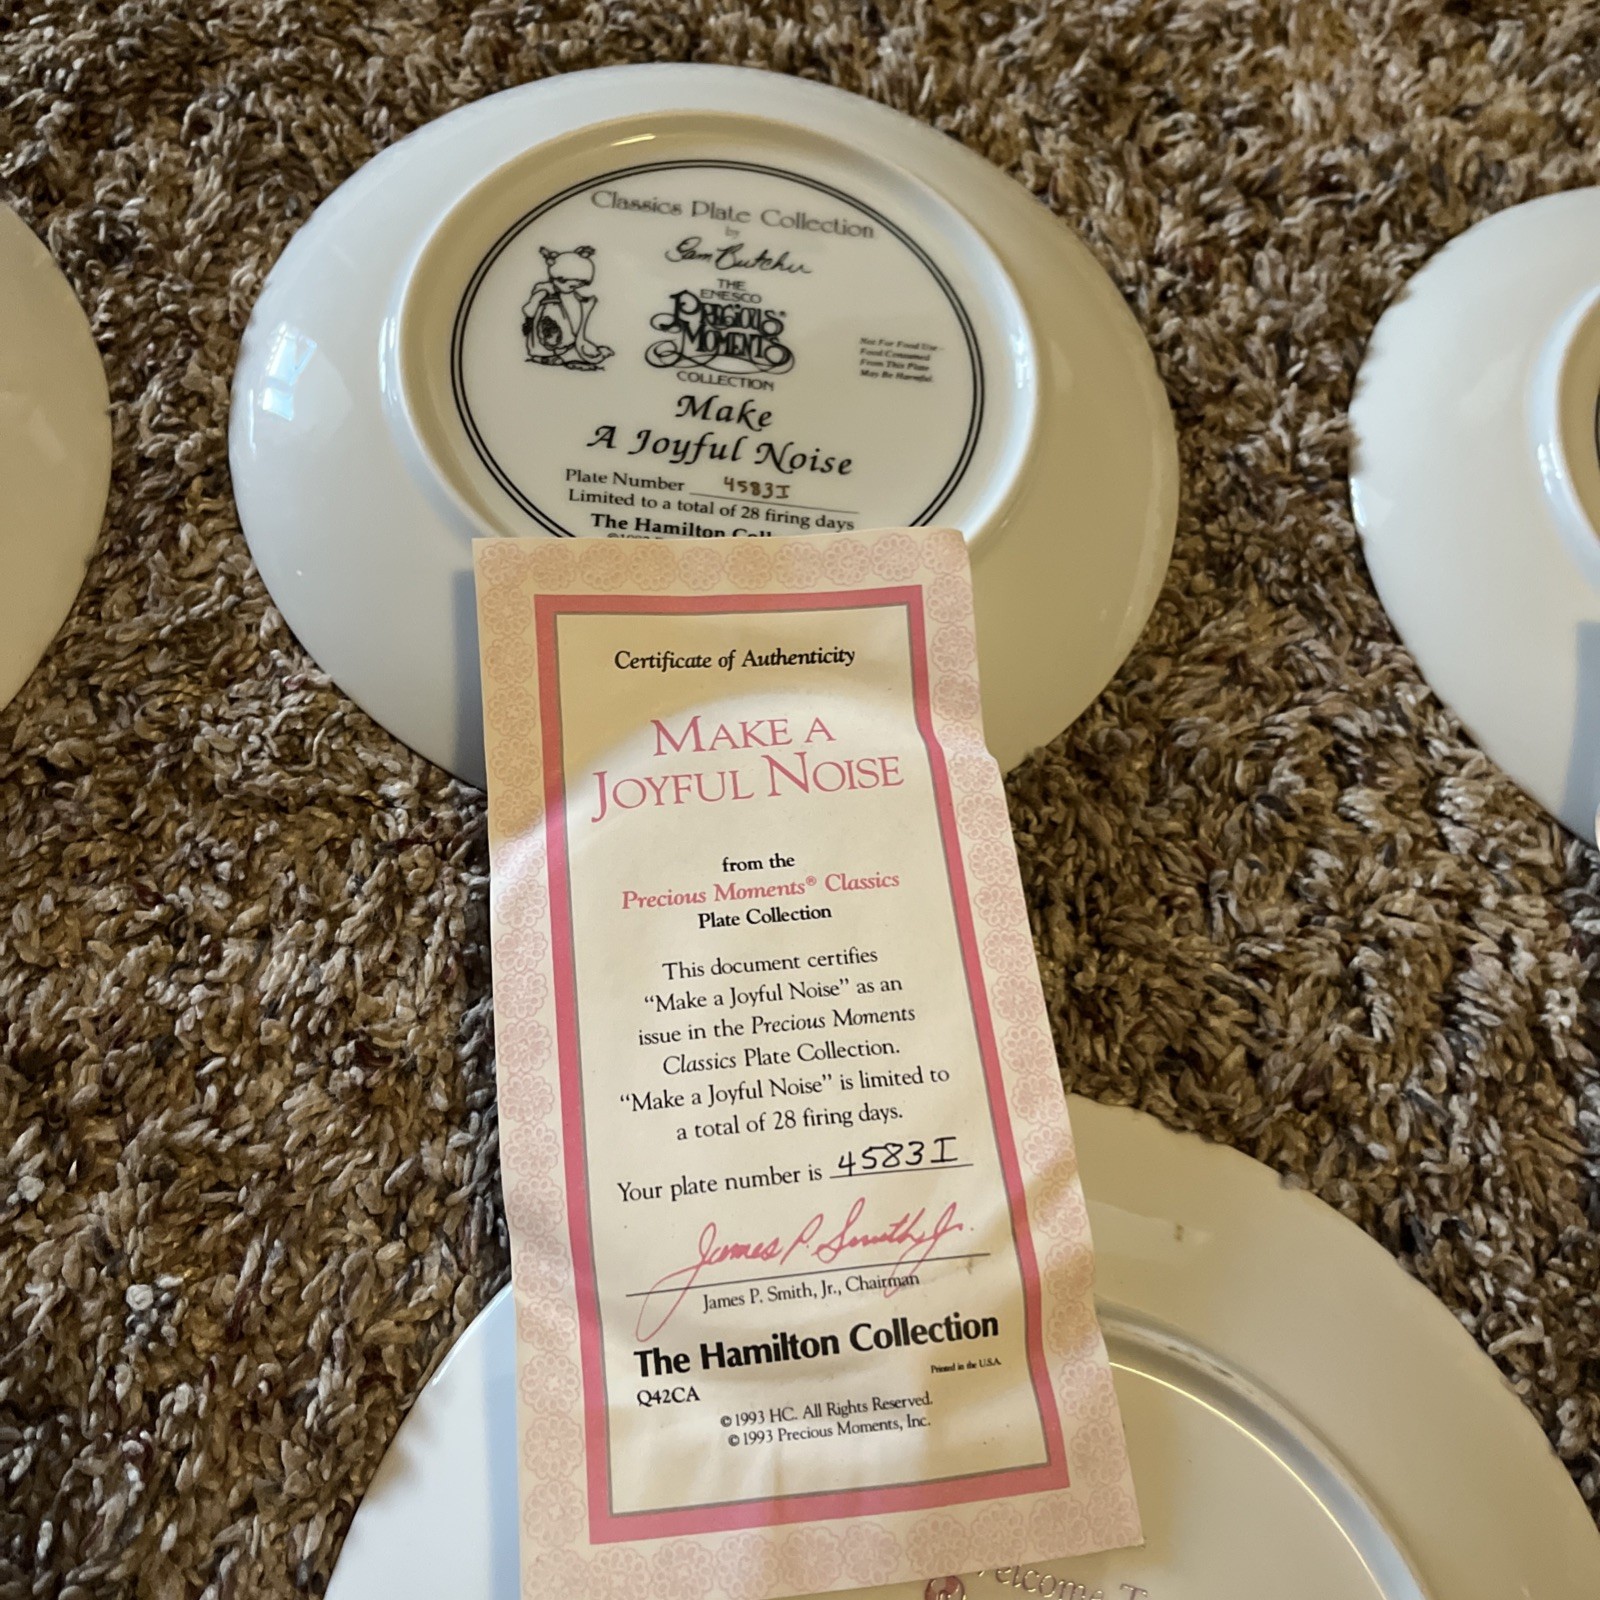 Classics Plate Collection
by
Sam Butcher
THE
ENESCO
PRECIOUS®
MOMENTS
COLLECTION
Not For Food Use -
Food Consumed
From This Plate
May Be Harmful.
Make
A Joyful Noise
Plate Number 4583I
Limited to a total of 28 firing days
The Hamilton
Certificate of Authenticity
MAKE A
JOYFUL NOISE
from the
Precious Moments® Classics
Plate Collection
This document certifies
“Make a Joyful Noise” as an
issue in the Precious Moments
Classics Plate Collection.
“Make a Joyful Noise” is limited to
a total of 28 firing days.
Your plate number is 4583I
James P. Smith, Jr.
James P. Smith, Jr., Chairman
The Hamilton Collection
Printed in the U.S.A.
Q42CA
© 1993 HC. All Rights Reserved.
© 1993 Precious Moments, Inc.